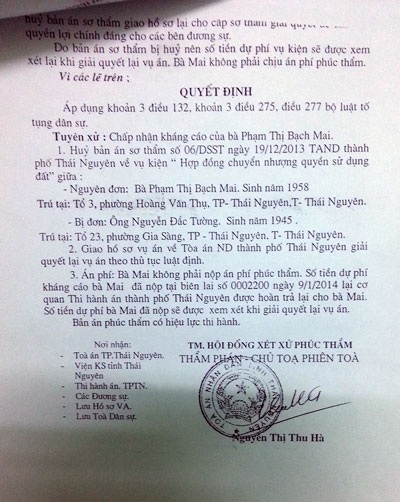 huỷ bản án sơ thẩm giao hồ sơ lại cho cấp sơ thẩm giải quyết
quyền lợi chính đáng cho các bên đương sự.
Do bản án sơ thẩm bị huỷ nên số tiền dự phí vụ kiện sẽ được xem
xét lại khi giải quyết lại vụ án. Bà Mai không phải chịu án phí phúc thẩm.
Vì các lẽ trên ;
QUYẾT ĐỊNH
Áp dụng khoản 3 điều 132, khoản 3 điều 275, điều 277 bộ luật tố
tụng dân sự.
Tuyên xử : Chấp nhận kháng cáo của bà Phạm Thị Bạch Mai.
1. Huỷ bản án sơ thẩm số 06/DSST ngày 19/12/2013 TAND thành
phố Thái Nguyên về vụ kiện “ Hợp đồng chuyển nhượng quyền sử dụng
đất” giữa :
- Nguyên đơn: Bà Phạm Thị Bạch Mai. Sinh năm 1958
Trú tại: Tổ 3, phường Hoàng Văn Thụ, TP- Thái Nguyên,T- Thái Nguyên.
- Bị đơn: Ông Nguyễn Đắc Tường. Sinh năm 1945 .
Trú tại: Tổ 23, phường Gia Sàng, TP - Thái Nguyên, T- Thái Nguyên.
2. Giao hồ sơ vụ án về Tòa án ND thành phố Thái Nguyên giải
quyết lại vụ án theo thủ tục luật định.
3. Án phí: Bà Mai không phải nộp án phí phúc thẩm. Số tiền dự phí
kháng cáo bà Mai đã nộp tại biên lai số 0002200 ngày 9/1/2014 lại cơ
quan Thi hành án thành phố Thái Nguyên được hoàn trả lại cho bà Mai.
Số tiền dự phí bà Mai đã nộp sẽ được xem xét khi giải quyết lại vụ án.
Bản án phúc thẩm có hiệu lực thi hành.
Nơi nhận:
- Toà án TP.Thái Nguyên.
- Viện KS tỉnh Thái
Nguyên
- Thi hành án. TPTN.
- Các Đương sự.
- Lưu Hồ sơ VA.
- Lưu Toà Dân sự.
TM. HỘI ĐỒNG XÉT XỬ PHÚC THẨM
THẨM PHÁN - CHỦ TOẠ PHIÊN TOÀ
TOÀ ÁN NHÂN DÂN TỈNH THÁI NGUYÊN
Nguyễn Thị Thu Hà